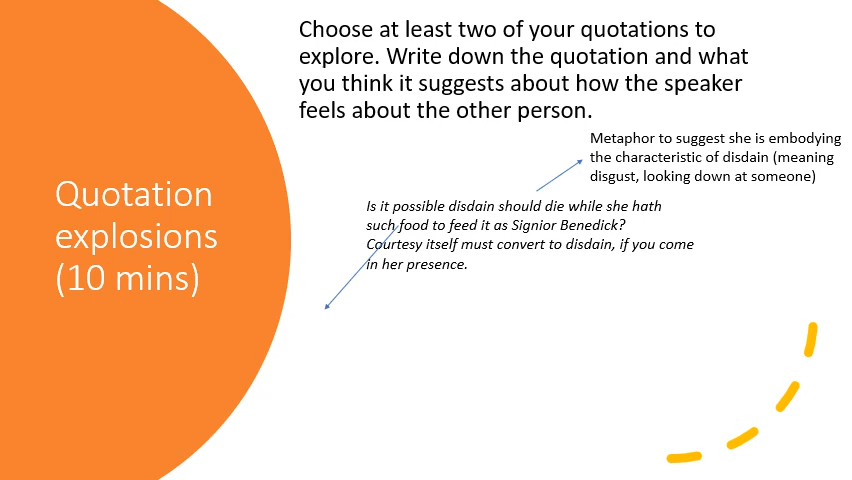 Quotation
explosions
(10 mins)
Choose at least two of your quotations to
explore. Write down the quotation and what
you think it suggests about how the speaker
feels about the other person.
Metaphor to suggest she is embodying
the characteristic of disdain (meaning
disgust, looking down at someone)
Is it possible disdain should die while she hath
such food to feed it as Signior Benedick?
Courtesy itself must convert to disdain, if you come
in her presence.